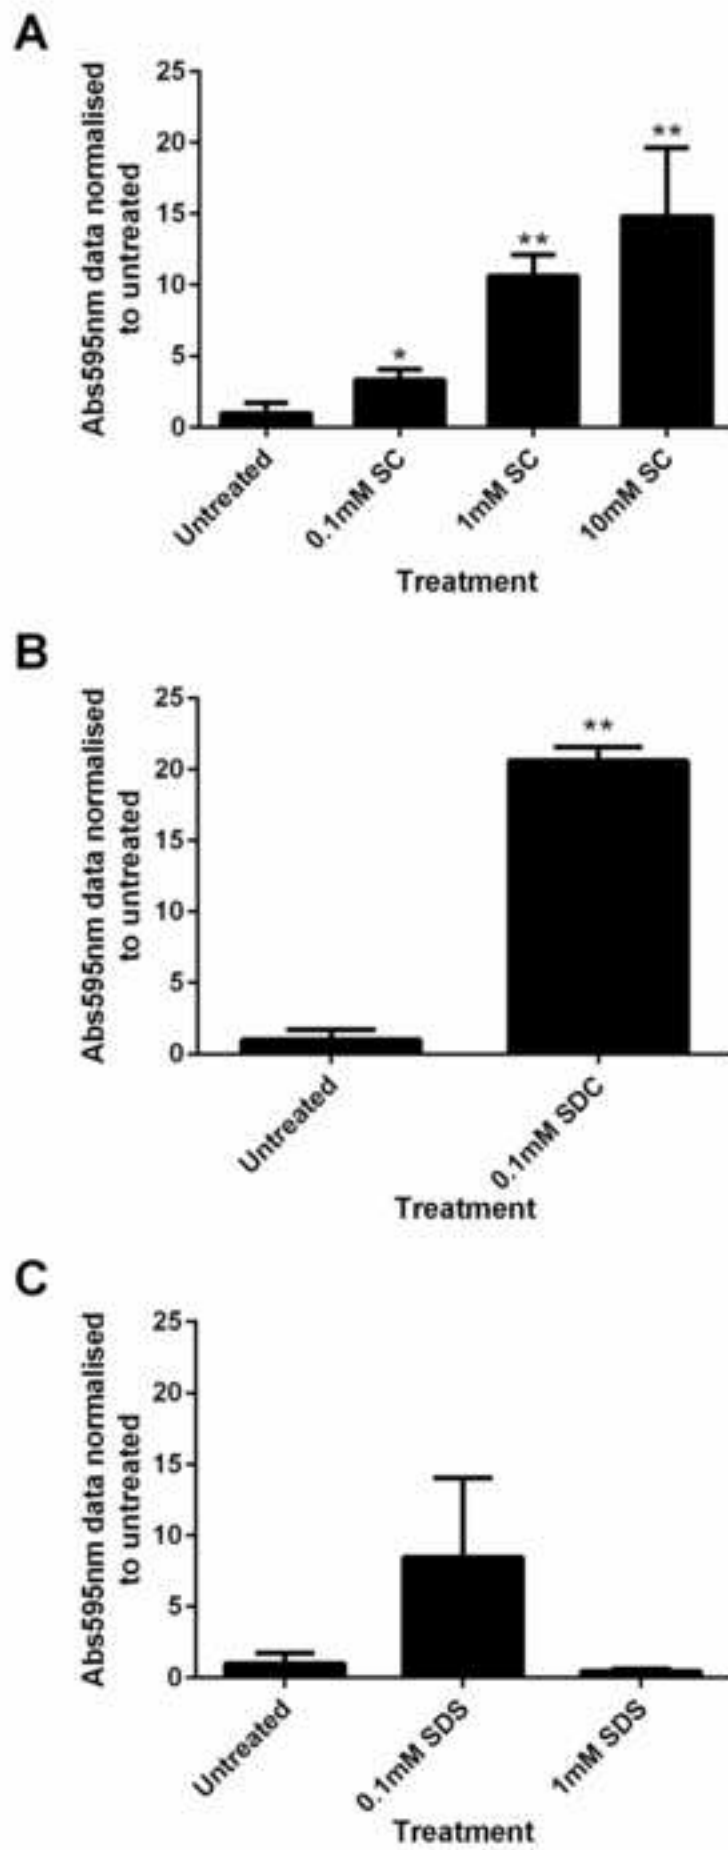 A
Abs595nm data normalised
to untreated
25
20
15
10
5
0
*
**
**
Untreated
0.1mM SC
1mM SC
10mM SC
Treatment
B
Abs595nm data normalised
to untreated
25
20
15
10
5
0
**
Untreated
0.1mM SDC
Treatment
C
Abs595nm data normalised
to untreated
25
20
15
10
5
0
Untreated
0.1mM SDS
1mM SDS
Treatment